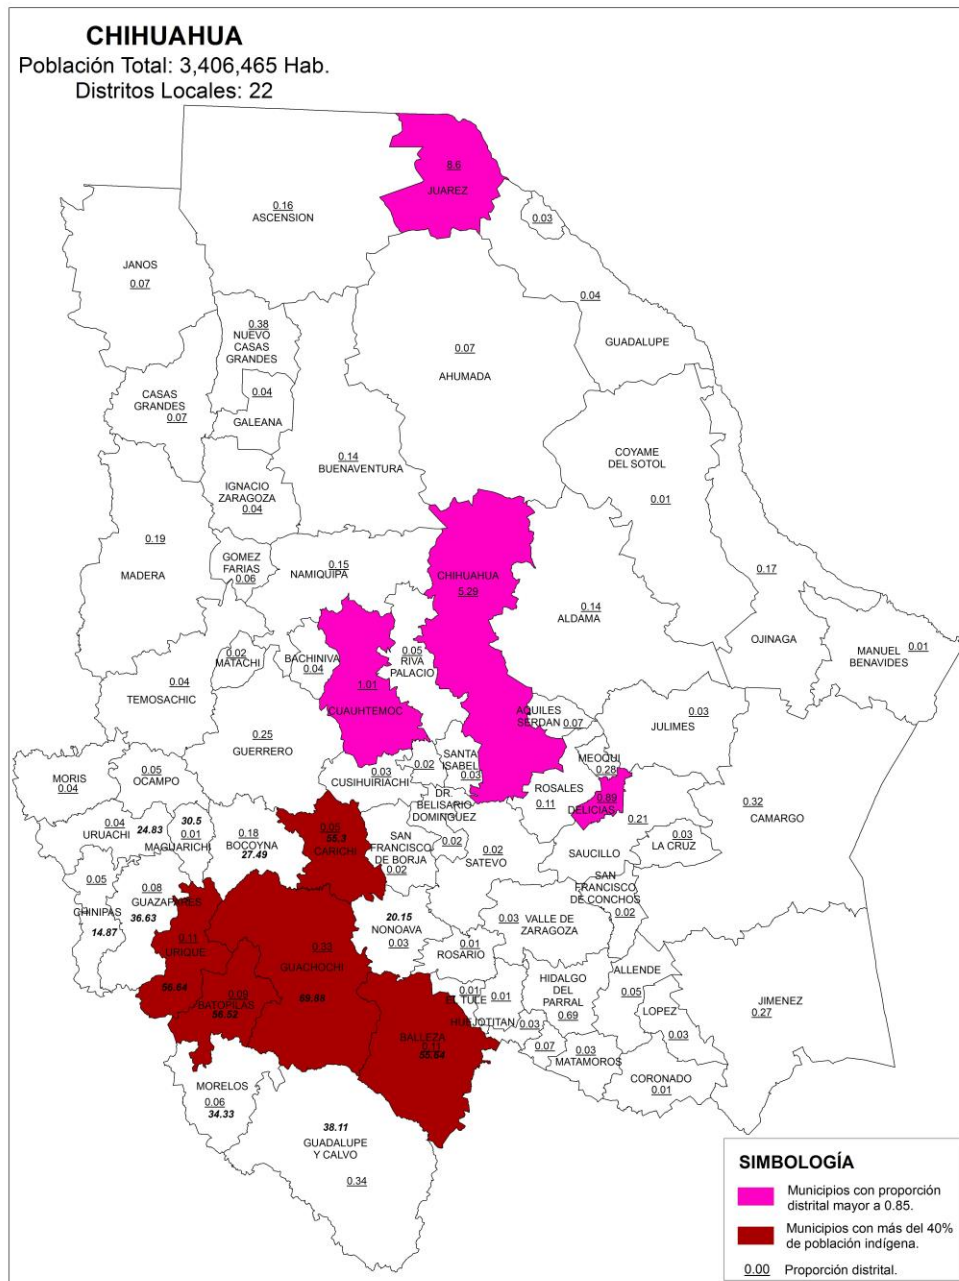 CHIHUAHUA
Población Total: 3,406,465 Hab.
Distritos Locales: 22
8.6
JUAREZ
0.16
ASCENSION
0.03
JANOS
0.07
0.04
GUADALUPE
0.38
NUEVO
CASAS
GRANDES
0.07
AHUMADA
CASAS
GRANDES
0.07
0.04
GALEANA
0.14
BUENAVENTURA
COYAME
DEL SOTOL
0.01
IGNACIO
ZARAGOZA
0.04
0.19
MADERA
GOMEZ
FARIAS
0.06
0.15
NAMIQUIPA
CHIHUAHUA
5.29
0.17
OJINAGA
0.14
ALDAMA
0.01
MANUEL
BENAVIDES
0.02
MATACHI
BACHINIVA
0.04
0.05
RIVA
PALACIO
0.04
TEMOSACHIC
1.01
CUAUHTEMOC
AQUILES
SERDAN
0.07
0.03
JULIMES
0.25
GUERRERO
MORIS
0.04
0.05
OCAMPO
0.03
CUSIHUIRIACHI
0.02
SANTA
ISABEL
0.03
MEOQUI
0.28
ROSALES
0.11
0.89
DELICIAS
DR.
BELISARIO
DOMINGUEZ
0.02
0.32
CAMARGO
0.04
URUACHI
24.83
30.5
0.01
MAGUARICHI
0.18
BOCOYNA
27.49
0.05
55.3
CARICHI
SAN
FRANCISCO
DE BORJA
0.02
0.02
SATEVO
0.21
SAUCILLO
0.03
LA CRUZ
0.05
CHINIPAS
14.87
0.08
GUAZAPARES
36.63
SAN
FRANCISCO
DE CONCHOS
0.02
20.15
NONOAVA
0.03
0.03
VALLE DE
ZARAGOZA
0.11
URIQUE
56.64
0.33
GUACHOCHI
0.01
ROSARIO
0.09
BATOPILAS
56.52
0.01
EL TULE
0.01
HUEJOTITAN
HIDALGO
DEL
PARRAL
0.69
ALLENDE
0.05
LOPEZ
0.03
JIMENEZ
0.27
BALLEZA
0.11
55.64
0.03
0.07
0.03
MATAMOROS
CORONADO
0.01
MORELOS
0.06
34.33
38.11
GUADALUPE
Y CALVO
0.34
SIMBOLOGÍA
Municipios con proporción
distrital mayor a 0.85.
Municipios con más del 40%
de población indígena.
0.00 Proporción distrital.